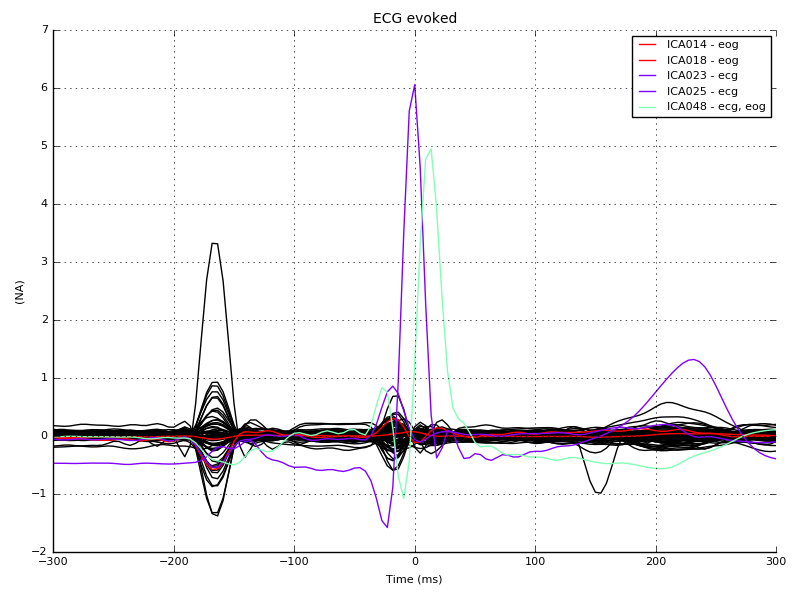 ECG evoked
7
6
5
4
3
2
1
0
−1
−2
(NA)
ICA014 - eog
ICA018 - eog
ICA023 - ecg
ICA025 - ecg
ICA048 - ecg, eog
−300 −200 −100 0 100 200 300
Time (ms)